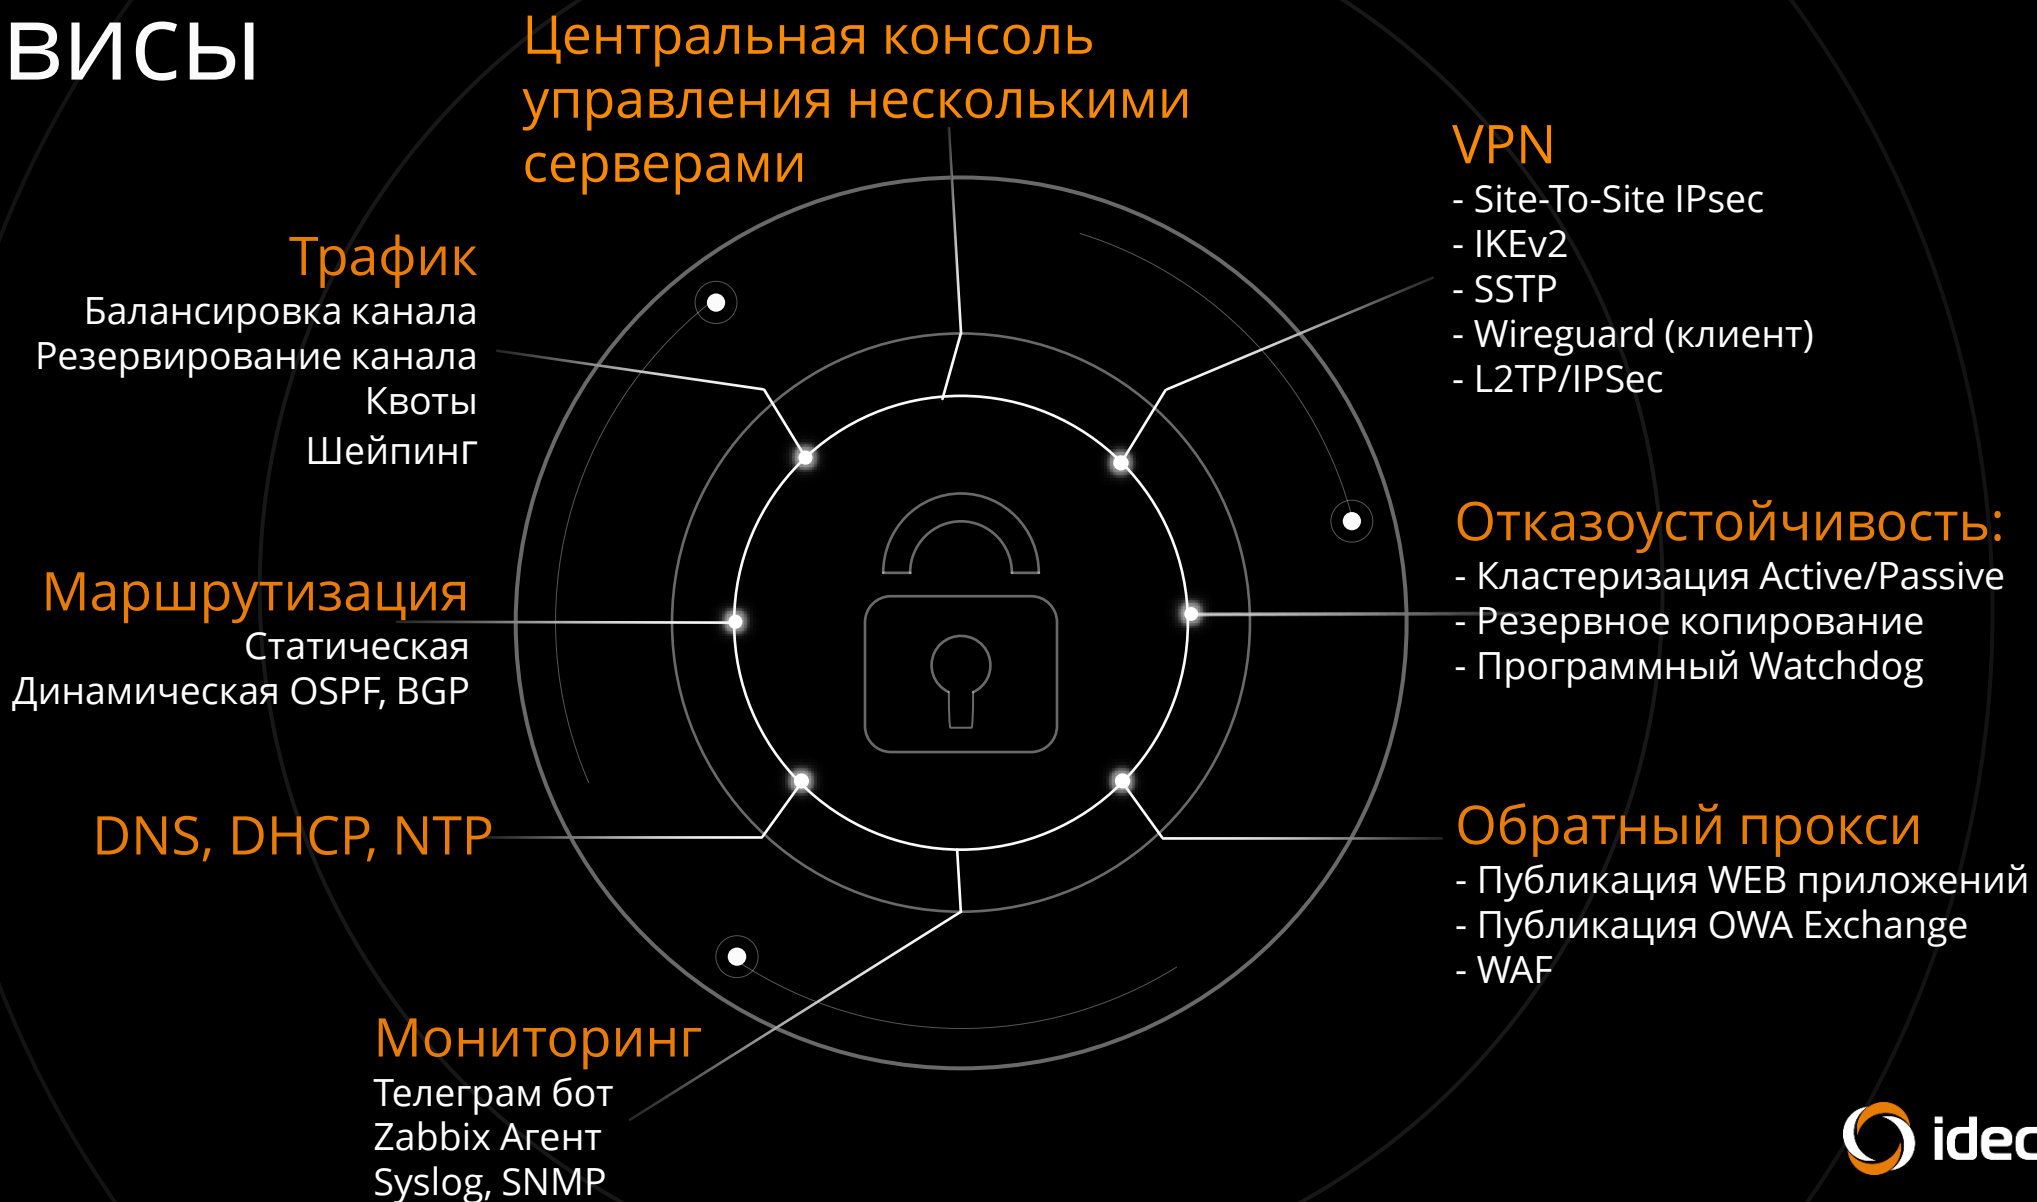 висы
Центральная консоль
управления несколькими
серверами
Трафик
Балансировка канала
Резервирование канала
Квоты
Шейпинг
Маршрутизация
Статическая
Динамическая OSPF, BGP
DNS, DHCP, NTP
Мониторинг
Телеграм бот
Zabbix Агент
Syslog, SNMP
VPN
- Site-To-Site IPsec
- IKEv2
- SSTP
- Wireguard (клиент)
- L2TP/IPSec
Отказоустойчивость:
- Кластеризация Active/Passive
- Резервное копирование
- Программный Watchdog
Обратный прокси
- Публикация WEB приложений
- Публикация OWA Exchange
- WAF
idec